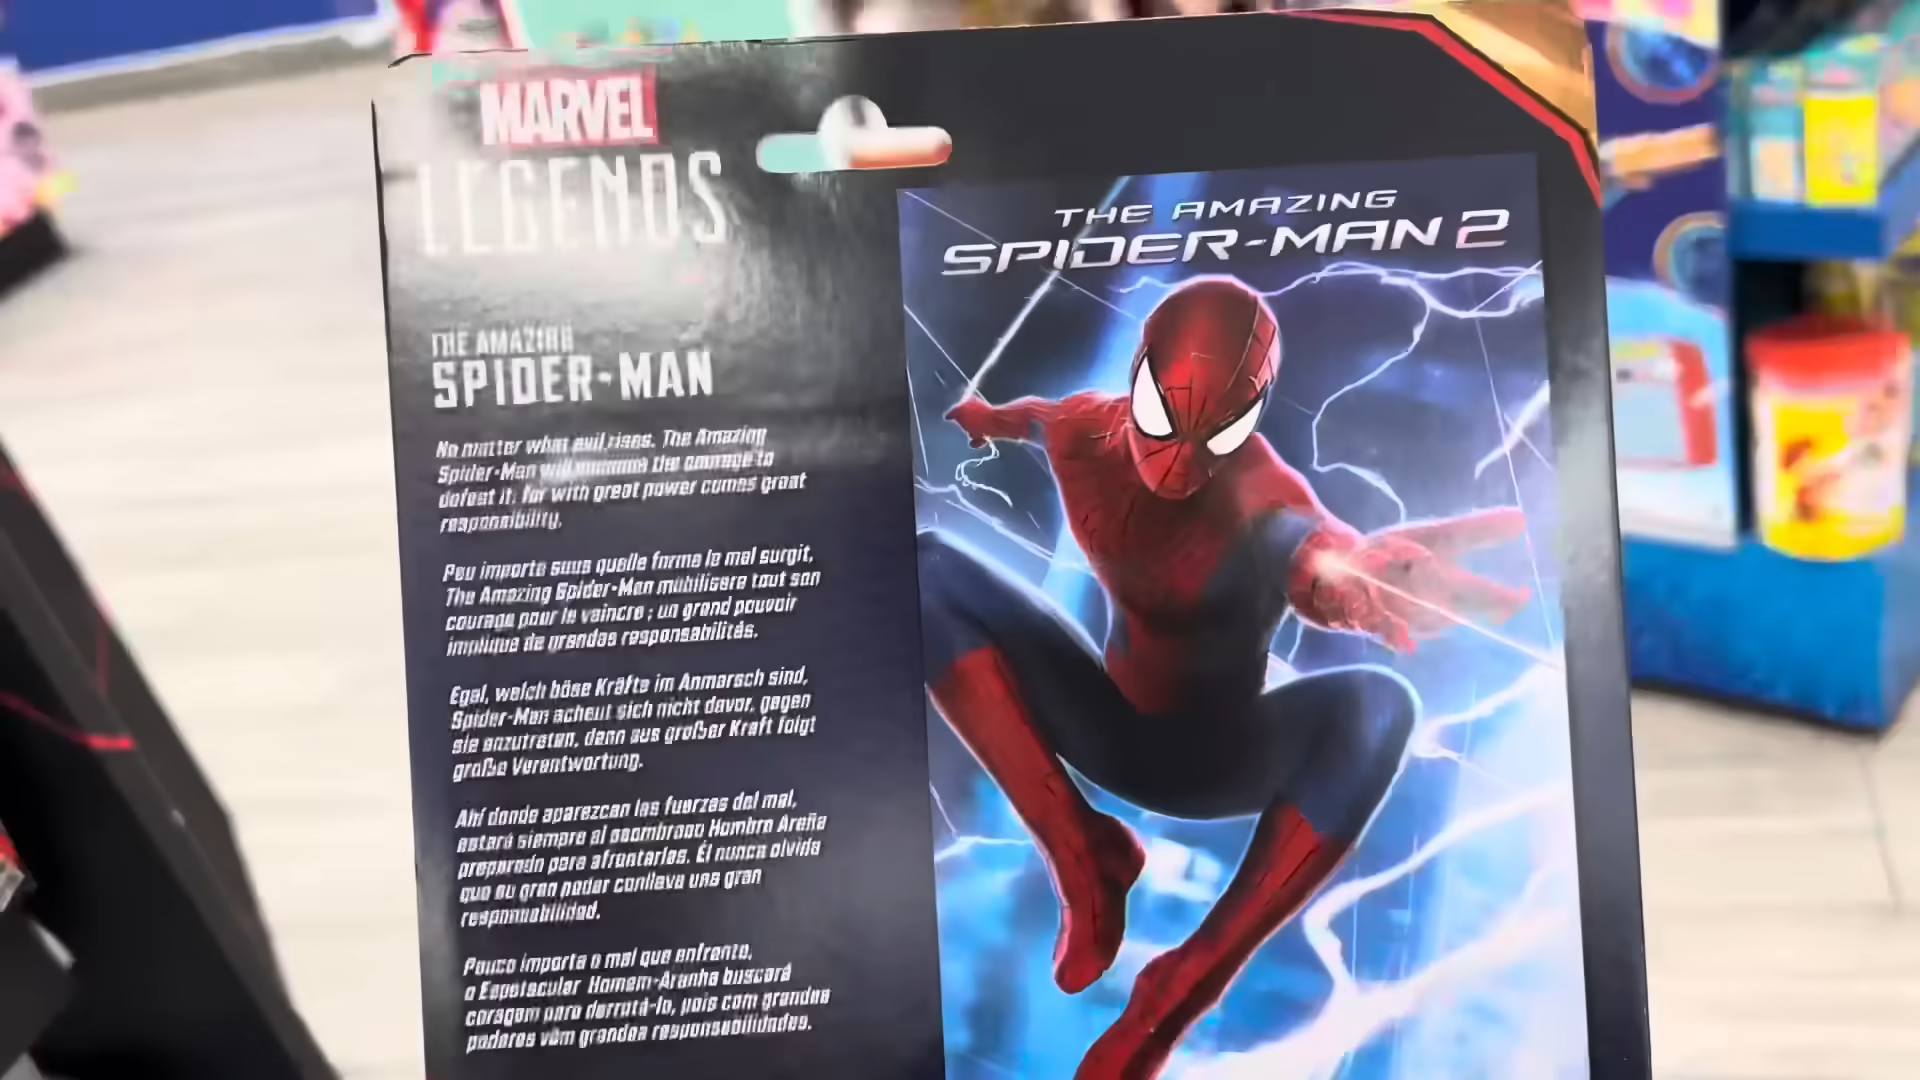 MARVEL
LEGENDS
THE AMAZING
SPIDER-MAN 2
THE AMAZING
SPIDER-MAN
No matter what evil rises, The Amazing
Spider-Man will summon the courage to
defeat it, for with great power comes great
responsibility.
Peu importe sous quelle forme le mal surgit,
The Amazing Spider-Man mobilisera tout son
courage pour le vaincre ; un grand pouvoir
implique de grandes responsabilités.
Egal, welch böse Kräfte im Anmarsch sind,
Spider-Man scheut sich nicht davor, gegen
sie anzutreten, denn aus großer Kraft folgt
große Verantwortung.
Ahí donde aparezcan las fuerzas del mal,
estará siempre el asombroso Hombre Araña
preparado para afrontarlas. Él nunca olvida
que su gran poder conlleva una gran
responsabilidad.
Pouco importa o mal que enfrente,
o Espetacular Homem-Aranha buscará
coragem para derrotá-lo, pois com grandes
poderes vêm grandes responsabilidades.